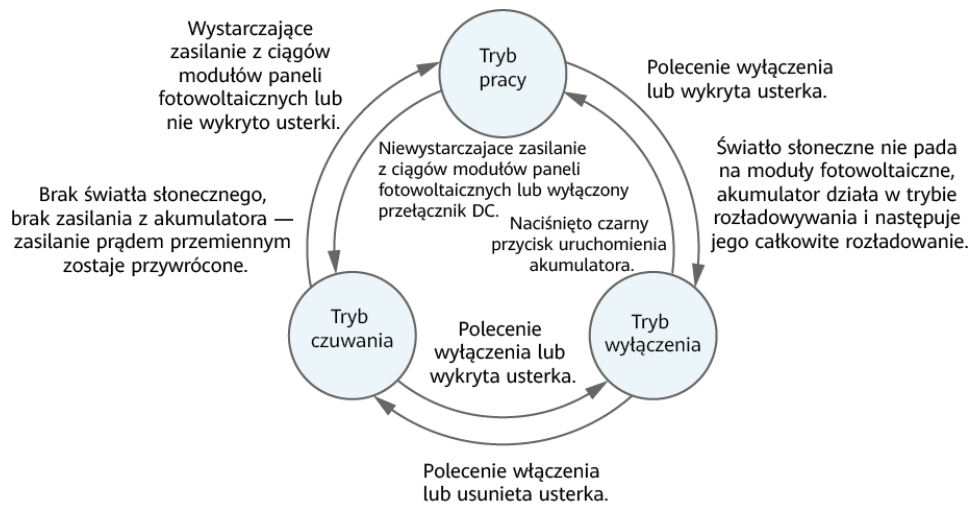 Wystarczające
zasilanie z ciągów
modułów paneli
fotowoltaicznych lub
nie wykryto usterki.
Brak światła słonecznego,
brak zasilania z akumulatora —
zasilanie prądem przemiennym
zostaje przywrócone.
Tryb
pracy
Niewystarczajace zasilanie
z ciągów modułów paneli
fotowoltaicznych lub wyłączony
przełącznik DC.
Naciśnięto czarny
przycisk uruchomienia
akumulatora.
Polecenie wyłączenia
lub wykryta usterka.
Światło słoneczne nie pada
na moduły fotowoltaiczne,
akumulator działa w trybie
rozładowywania i następuje
jego całkowite rozładowanie.
Tryb
czuwania
Polecenie
wyłączenia lub
wykryta usterka.
Tryb
wyłączenia
Polecenie włączenia
lub usunieta usterka.